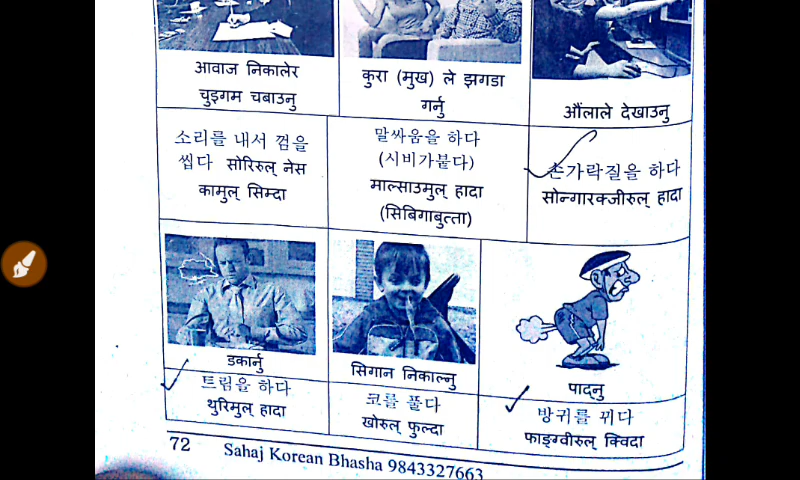 आवाज निकालेर
चुइगम चबाउनु
कुरा (मुख) ले झगडा
गर्नु
औंलाले देखाउनु
소리를 내서 껌을
씹다 सोरिरुल् नेस
कामुल् सिम्दा
말싸움을 하다
(시비가붙다)
माल्साउमुल् हादा
(सिबिगाबुत्ता)
손가락질을 하다
सोन्गारक्जीरुल् हादा
डकार्नु
트림을 하다
थुरिमुल् हादा
सिगान निकाल्नु
코를 풀다
खोरुल् फुल्दा
पाद्नु
방귀를 뀌다
फाङ्ग्वीरुल् क्विदा
72 Sahaj Korean Bhasha 9843327663